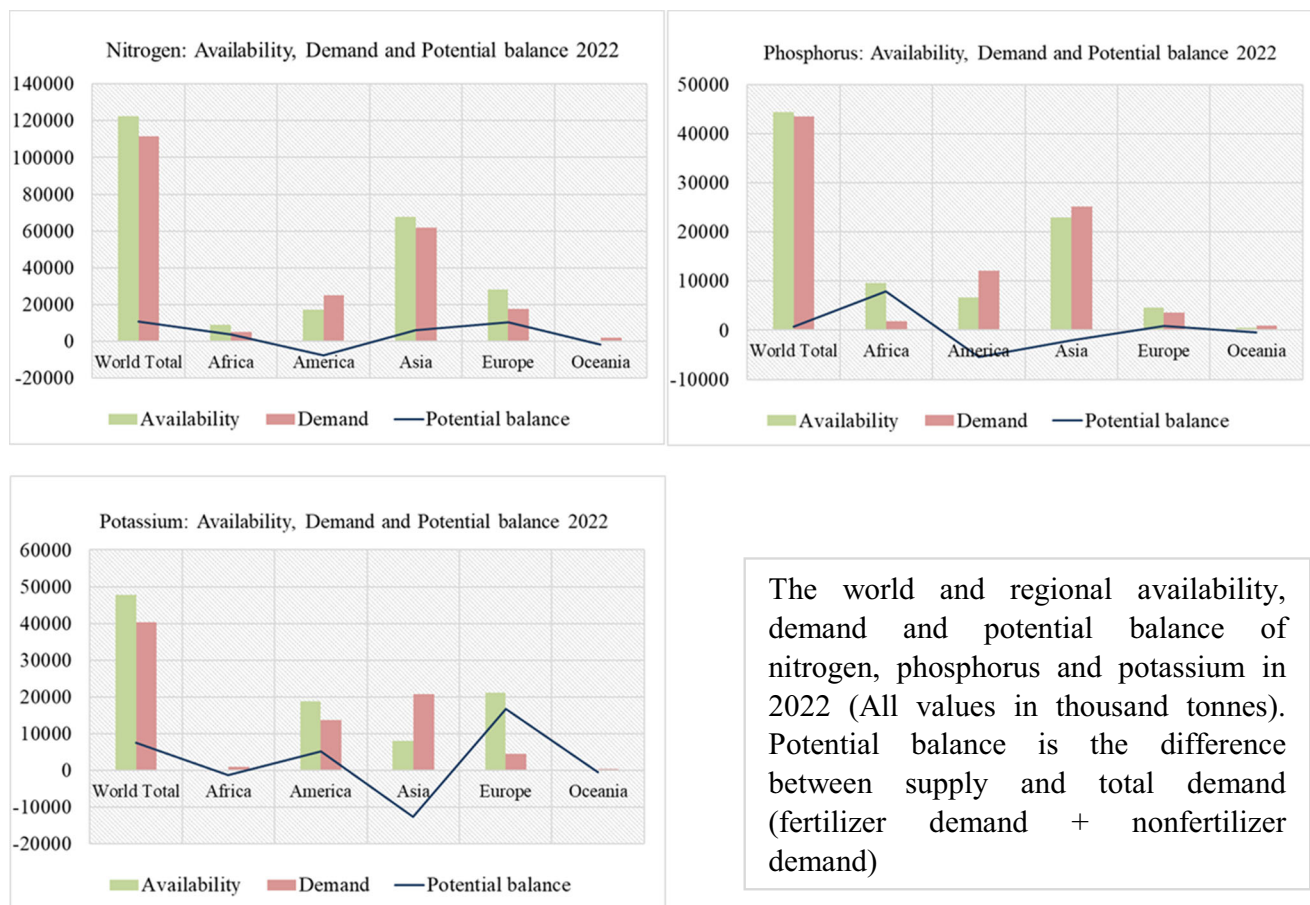 Nitrogen: Availability, Demand and Potential balance 2022
140000
120000
100000
80000
60000
40000
20000
0
-20000
World Total Africa America Asia Europe Oceania
Availability Demand Potential balance
Phosphorus: Availability, Demand and Potential balance 2022
50000
40000
30000
20000
10000
0
-10000
World Total Africa America Asia Europe Oceania
Availability Demand Potential balance
Potassium: Availability, Demand and Potential balance 2022
60000
50000
40000
30000
20000
10000
0
-10000
-20000
World Total Africa America Asia Europe Oceania
Availability Demand Potential balance
The world and regional availability,
demand and potential balance of
nitrogen, phosphorus and potassium in
2022 (All values in thousand tonnes).
Potential balance is the difference
between supply and total demand
(fertilizer demand + nonfertilizer
demand)